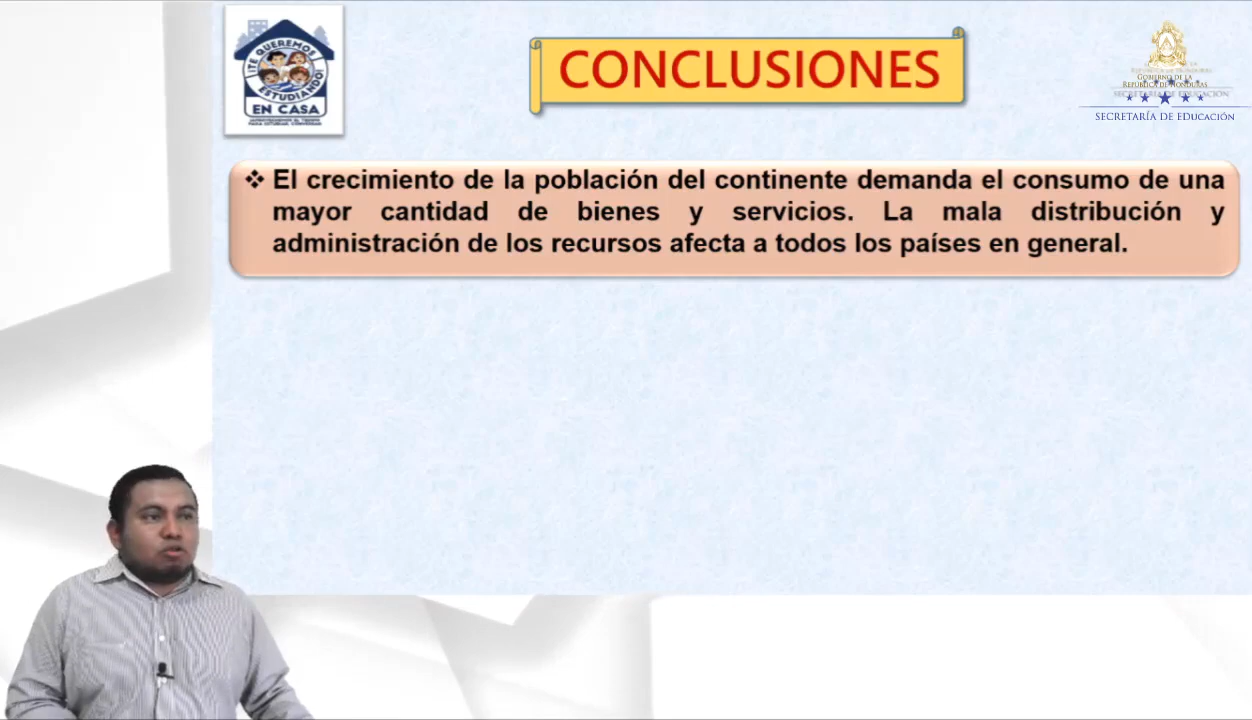 ¡TE QUEREMOS
ESTUDIANDO!
EN CASA
CONCLUSIONES
GOBIERNO DE LA
REPÚBLICA DE HONDURAS
SECRETARÍA DE EDUCACIÓN
❖ El crecimiento de la población del continente demanda el consumo de una
mayor cantidad de bienes y servicios. La mala distribución y
administración de los recursos afecta a todos los países en general.